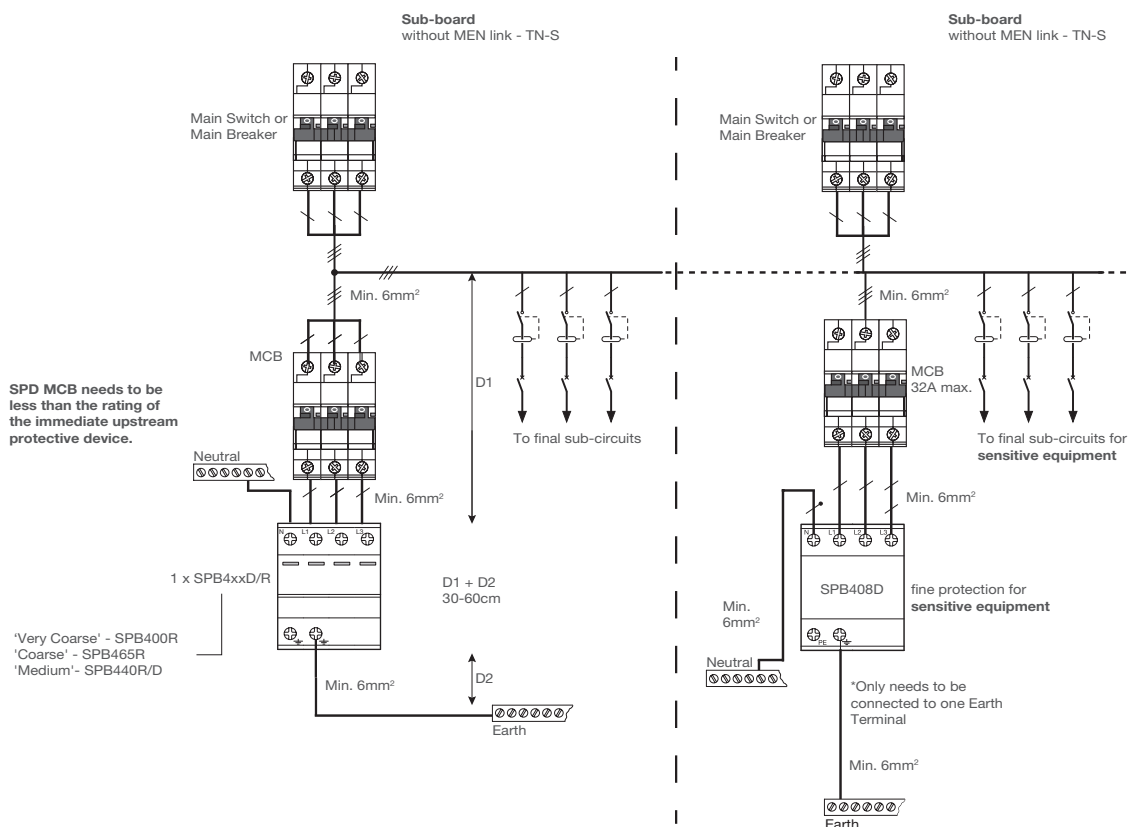 Sub-board
without MEN link - TN-S
Main Switch or
Main Breaker
Min. 6mm²
MCB
D1
SPD MCB needs to be
less than the rating of
the immediate upstream
protective device.
To final sub-circuits
Neutral
Min. 6mm²
N L1 L2 L3
1 x SPB4xxD/R
D1 + D2
30-60cm
'Very Coarse' - SPB400R
'Coarse' - SPB465R
'Medium'- SPB440R/D
Min. 6mm²
D2
Earth
Sub-board
without MEN link - TN-S
Main Switch or
Main Breaker
Min. 6mm²
MCB
32A max.
To final sub-circuits for
sensitive equipment
Min. 6mm²
N L1 L2 L3
SPB408D
fine protection for
sensitive equipment
Min.
6mm²
PE
Neutral
*Only needs to be
connected to one Earth
Terminal
Min. 6mm²
Earth